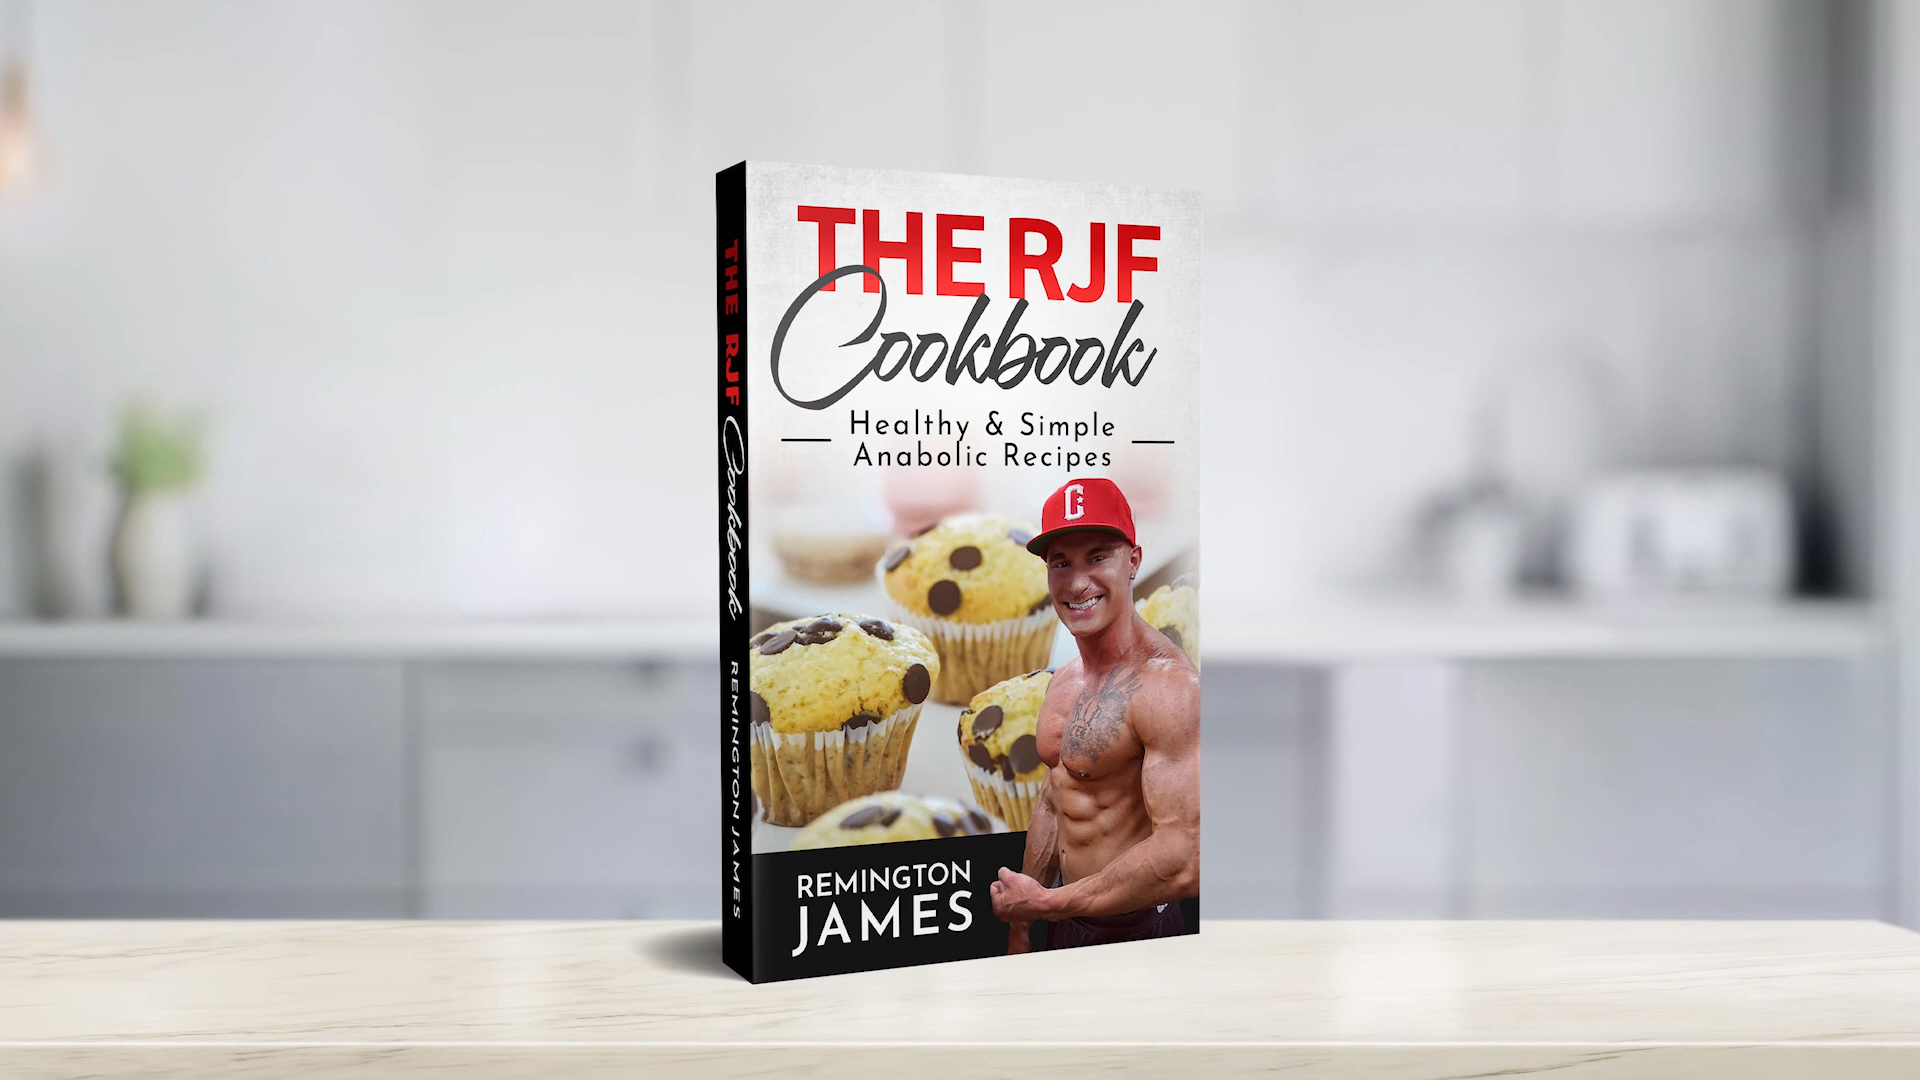 THE RJF
Cookbook
Healthy & Simple
Anabolic Recipes
C
REMINGTON
JAMES
THE RJF Cookbook REMINGTON JAMES